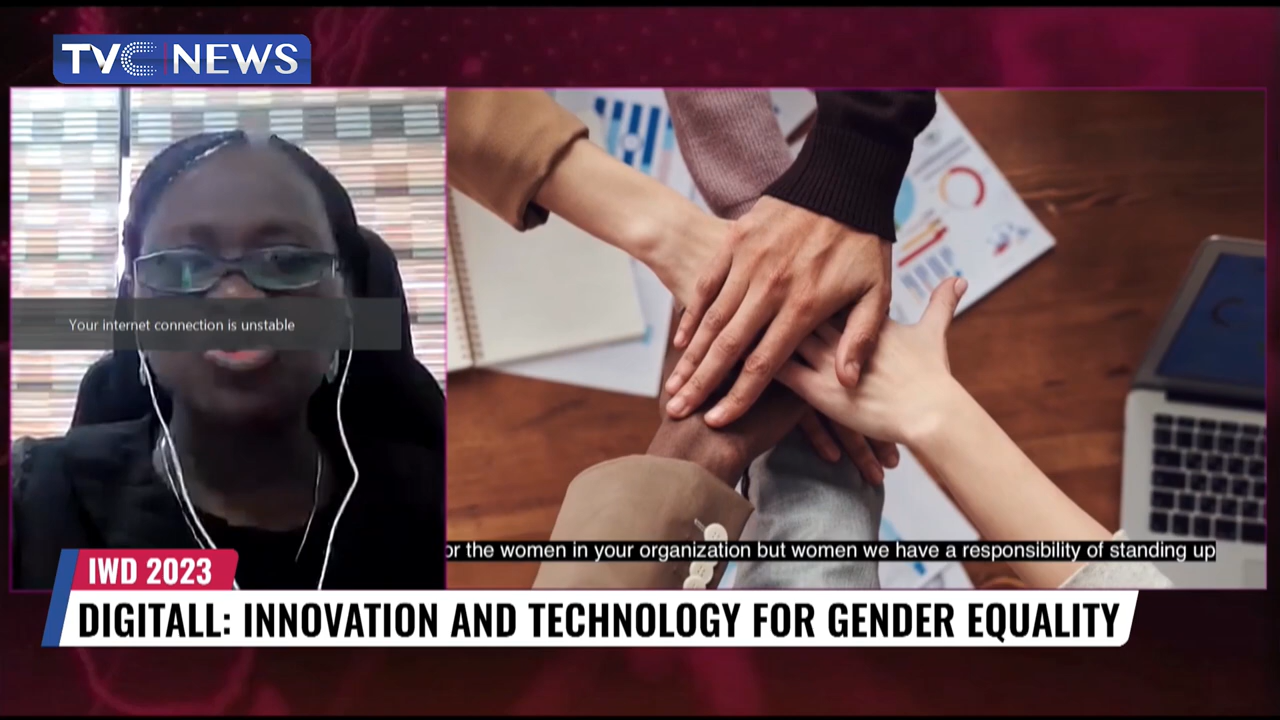 TVC NEWS
Your internet connection is unstable
or the women in your organization but women we have a responsibility of standing up
IWD 2023
DIGITALL: INNOVATION AND TECHNOLOGY FOR GENDER EQUALITY